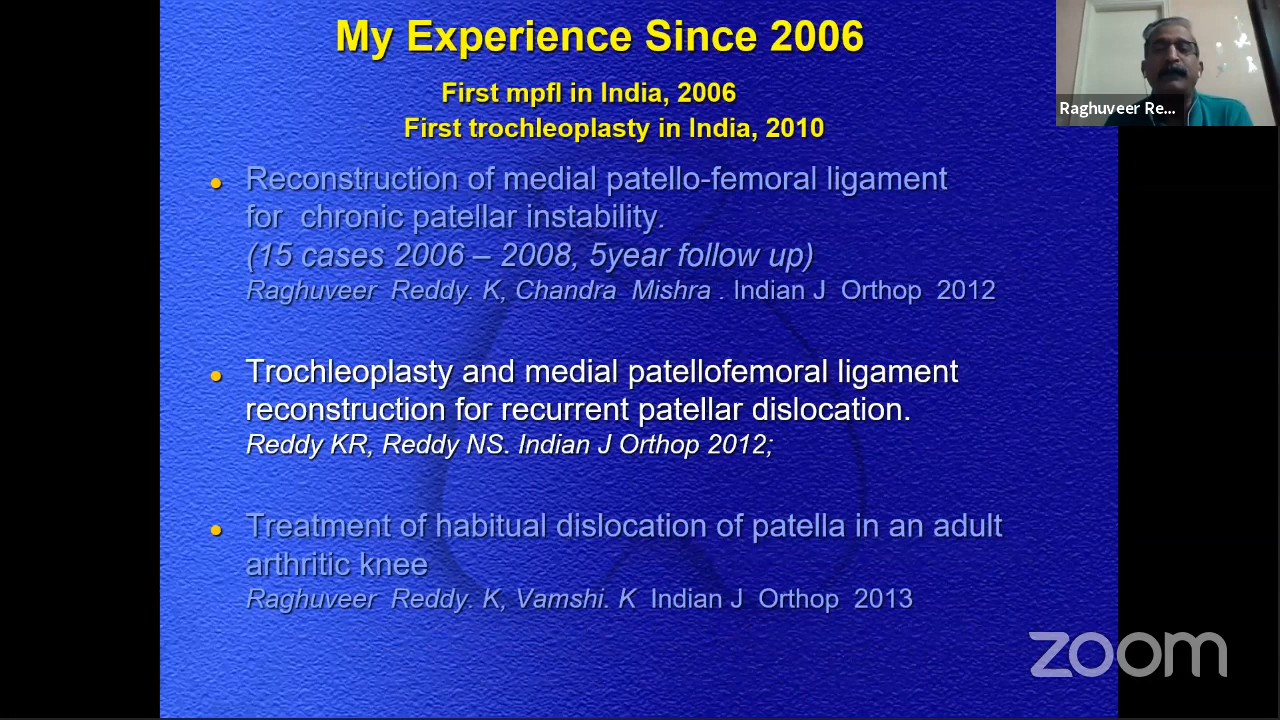 My Experience Since 2006
First mpfl in India, 2006
First trochleoplasty in India, 2010
Raghuveer Re...
• Reconstruction of medial patello-femoral ligament
for chronic patellar instability.
(15 cases 2006 – 2008, 5year follow up)
Raghuveer Reddy. K, Chandra Mishra . Indian J Orthop 2012
• Trochleoplasty and medial patellofemoral ligament
reconstruction for recurrent patellar dislocation.
Reddy KR, Reddy NS. Indian J Orthop 2012;
• Treatment of habitual dislocation of patella in an adult
arthritic knee
Raghuveer Reddy. K, Vamshi. K Indian J Orthop 2013
zoom